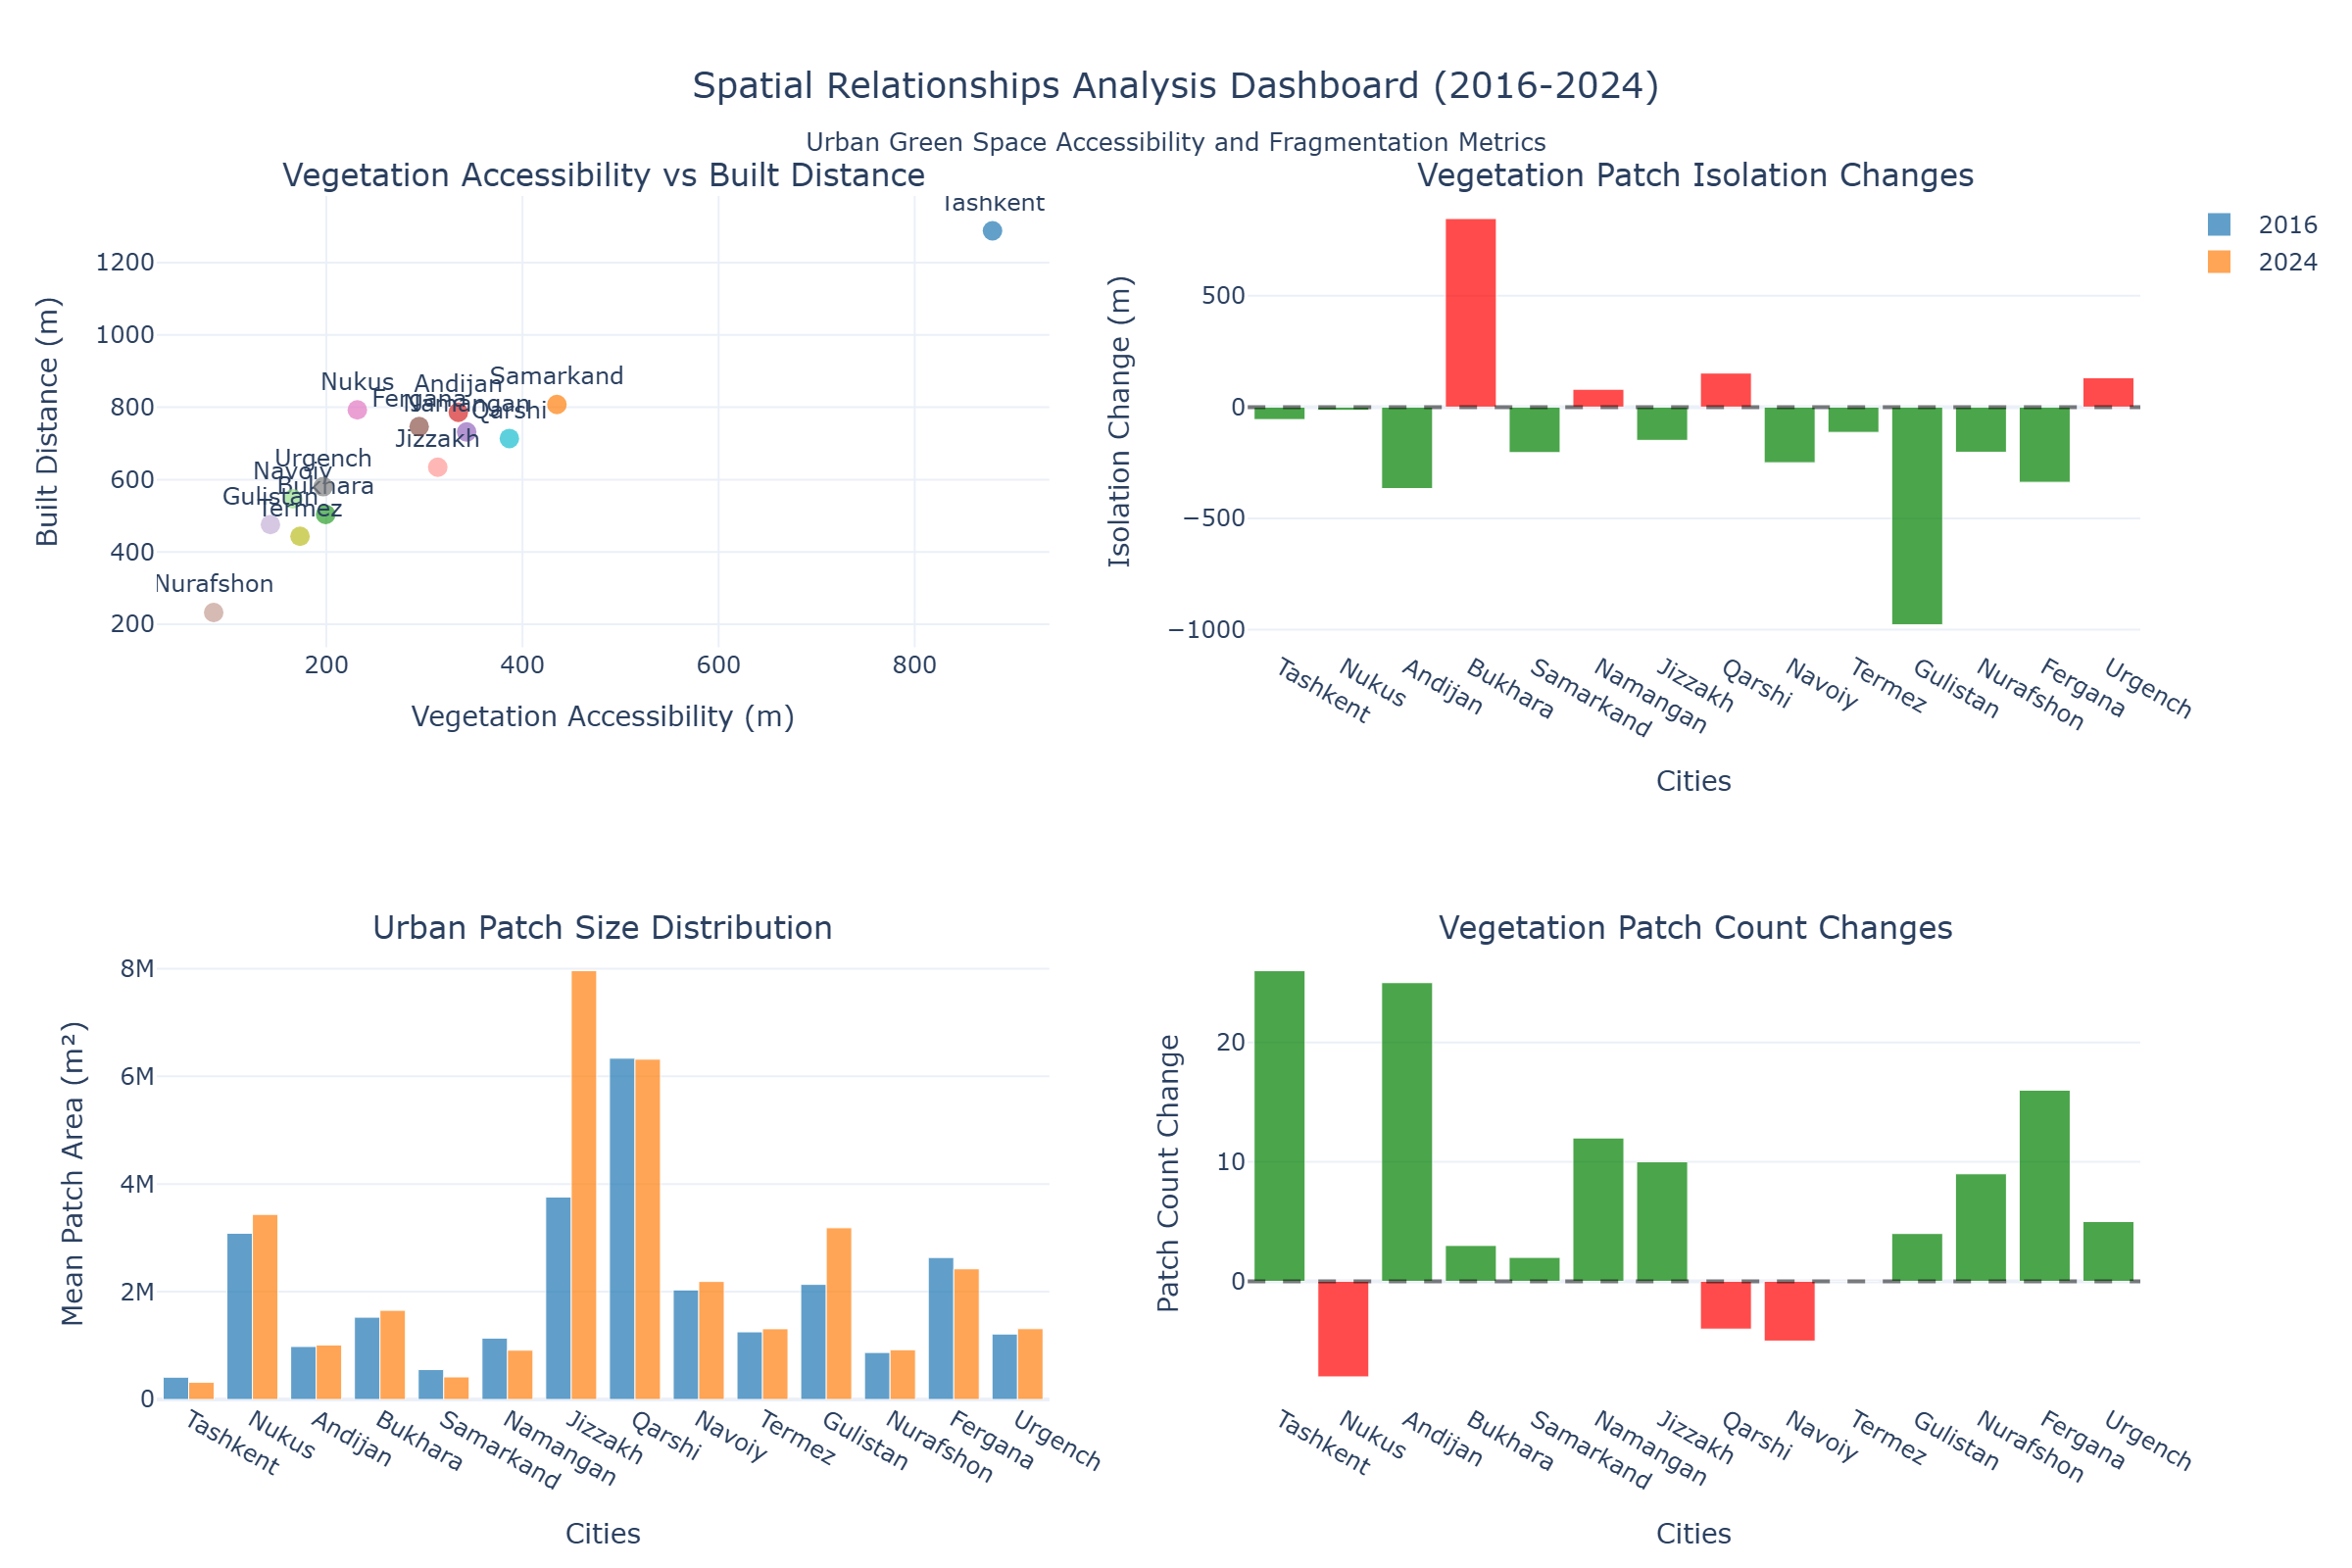 Spatial Relationships Analysis Dashboard (2016-2024)
Urban Green Space Accessibility and Fragmentation Metrics
Vegetation Accessibility vs Built Distance
Built Distance (m)
1200
1000
800
600
400
200
Tashkent
Samarkand
Nukus
Andijan
Fergana
Namangan
Qarshi
Jizzakh
Urgench
Navoiy
Bukhara
Gulistan
Termez
Nurafshon
200
400
600
800
Vegetation Accessibility (m)
Vegetation Patch Isolation Changes
2016
2024
Isolation Change (m)
500
0
−500
−1000
Tashkent
Nukus
Andijan
Bukhara
Samarkand
Namangan
Jizzakh
Qarshi
Navoiy
Termez
Gulistan
Nurafshon
Fergana
Urgench
Cities
Urban Patch Size Distribution
Mean Patch Area (m²)
8M
6M
4M
2M
0
Tashkent
Nukus
Andijan
Bukhara
Samarkand
Namangan
Jizzakh
Qarshi
Navoiy
Termez
Gulistan
Nurafshon
Fergana
Urgench
Cities
Vegetation Patch Count Changes
Patch Count Change
20
10
0
Tashkent
Nukus
Andijan
Bukhara
Samarkand
Namangan
Jizzakh
Qarshi
Navoiy
Termez
Gulistan
Nurafshon
Fergana
Urgench
Cities